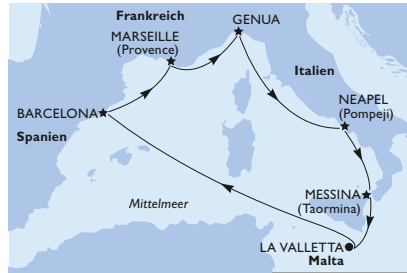 Frankreich
MARSEILLE
(Provence)
GENUA
Italien
NEAPEL
(Pompeji)
BARCELONA
Spanien
MESSINA
(Taormina)
Mittelmeer
LA VALLETTA
Malta